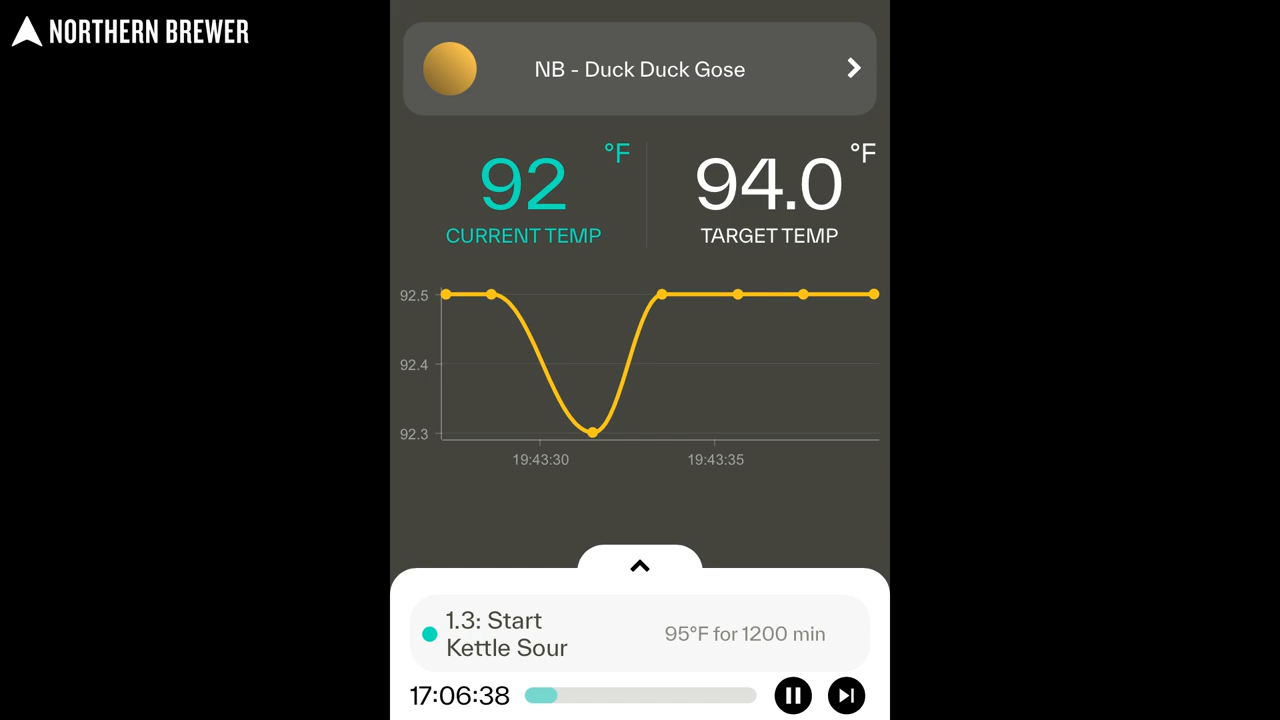 NORTHERN BREWER
NB - Duck Duck Gose
92 °F
CURRENT TEMP
94.0 °F
TARGET TEMP
92.5
92.4
92.3
19:43:30
19:43:35
1.3: Start
Kettle Sour
95°F for 1200 min
17:06:38